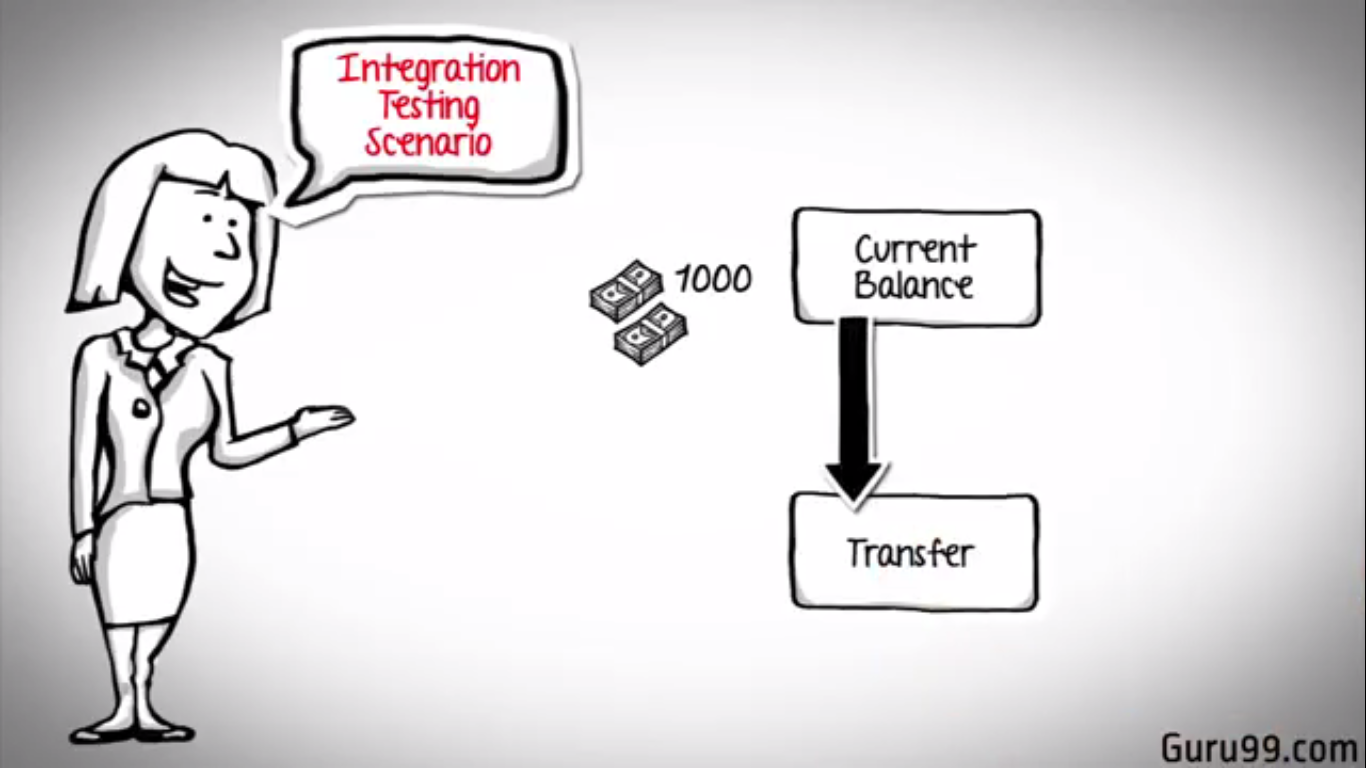 Integration
Testing
Scenario
1000
Current
Balance
Transfer
Guru99.com